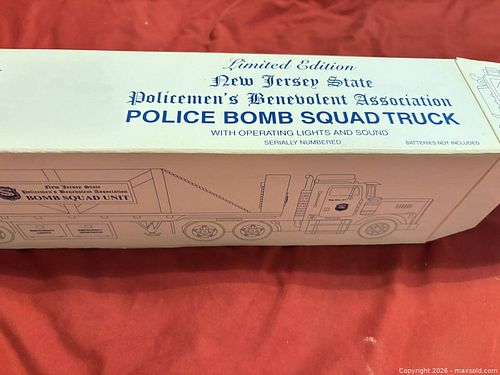 Limited Edition
New Jersey State
Policemen's Benevolent Association
POLICE BOMB SQUAD TRUCK
WITH OPERATING LIGHTS AND SOUND
SERIALLY NUMBERED
BATTERIES NOT INCLUDED
New Jersey State
Policemen's Benevolent Association
BOMB SQUAD UNIT
Copyright 2026 - maxsold.com